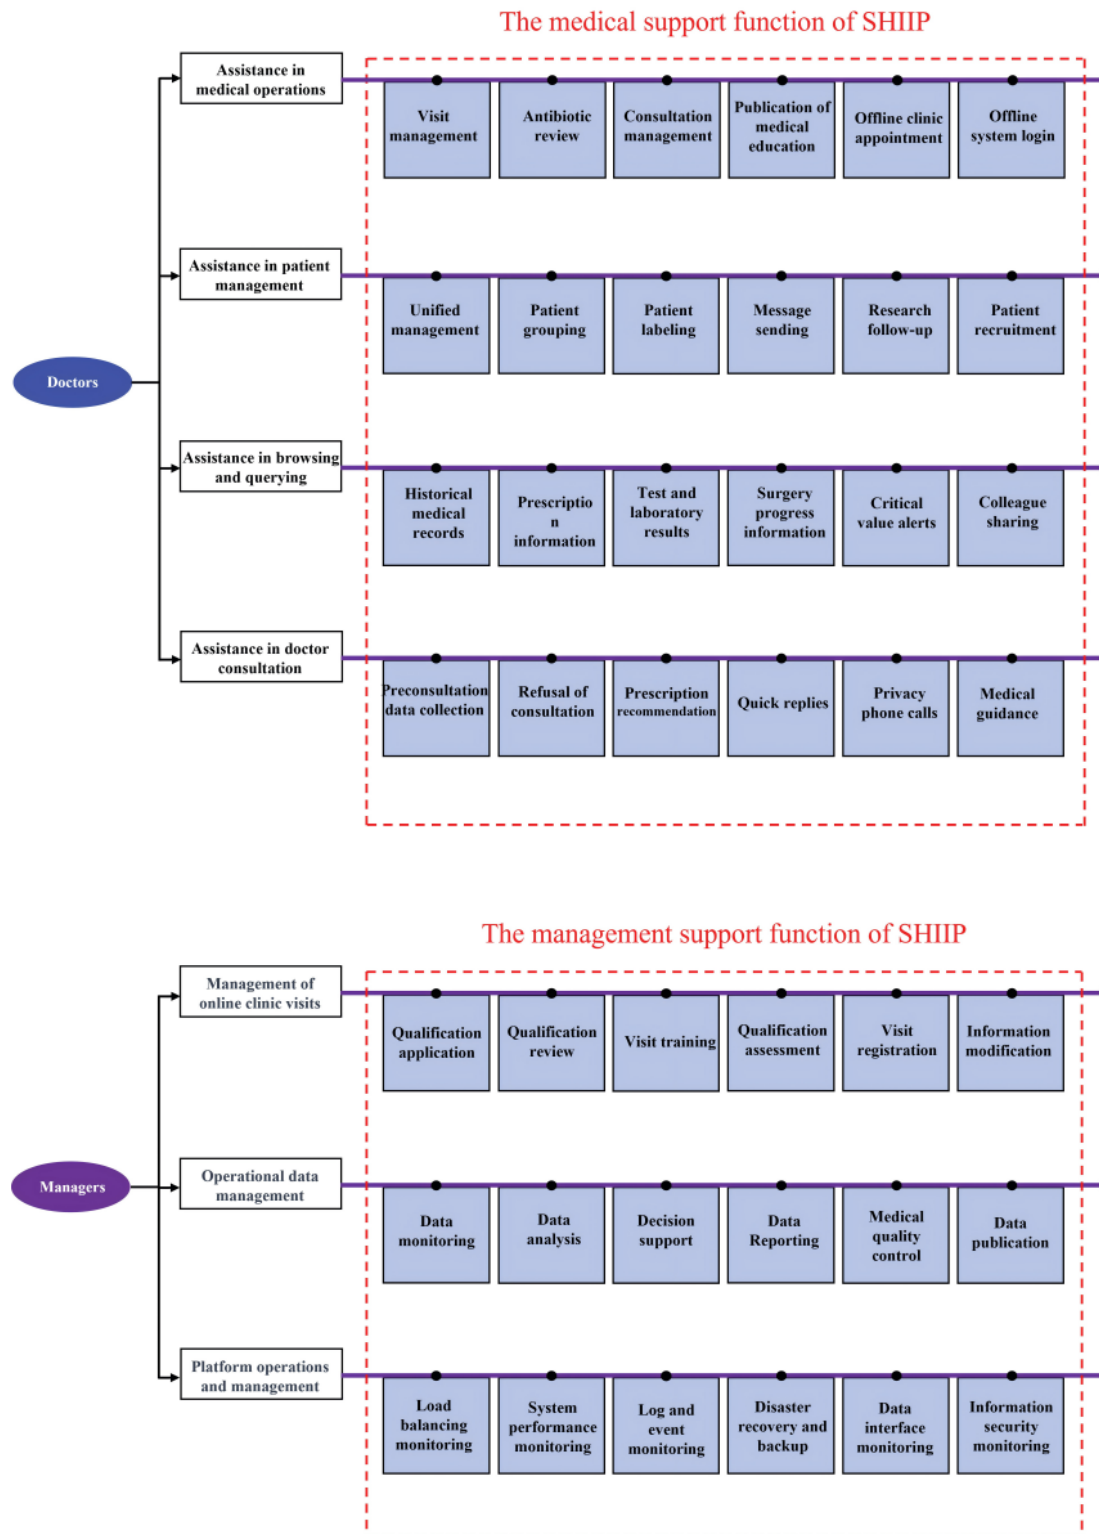 The medical support function of SHIIP
Assistance in
medical operations
Visit
management
Antibiotic
review
Consultation
management
Publication of
medical
education
Offline clinic
appointment
Offline
system login
Assistance in patient
management
Unified
management
Patient
grouping
Patient
labeling
Message
sending
Research
follow-up
Patient
recruitment
Doctors
Assistance in browsing
and querying
Historical
medical
records
Prescriptio
n
information
Test and
laboratory
results
Surgery
progress
information
Critical
value alerts
Colleague
sharing
Assistance in doctor
consultation
Preconsultation
data collection
Refusal of
consultation
Prescription
recommendation
Quick replies
Privacy
phone calls
Medical
guidance
The management support function of SHIIP
Management of
online clinic visits
Qualification
application
Qualification
review
Visit training
Qualification
assessment
Visit
registration
Information
modification
Managers
Operational data
management
Data
monitoring
Data
analysis
Decision
support
Data
Reporting
Medical
quality
control
Data
publication
Platform operations
and management
Load
balancing
monitoring
System
performance
monitoring
Log and
event
monitoring
Disaster
recovery and
backup
Data
interface
monitoring
Information
security
monitoring